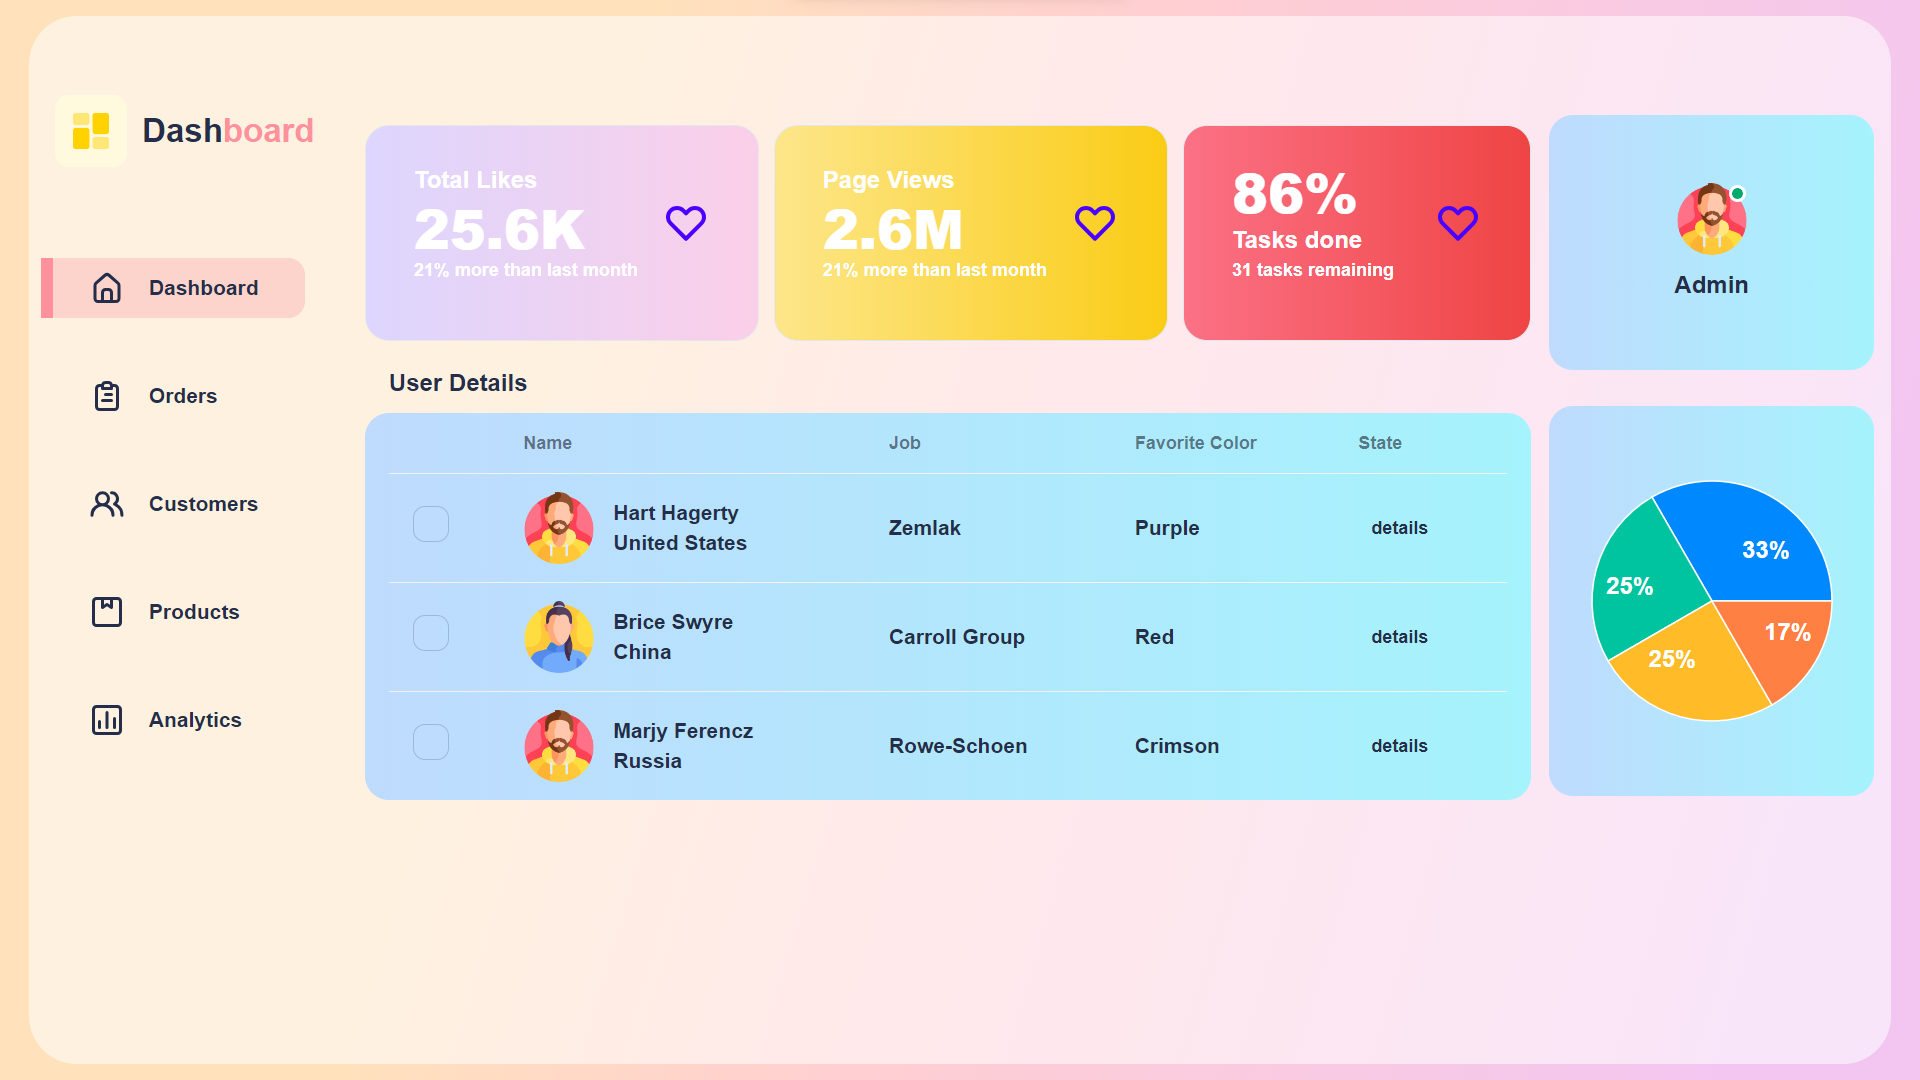 Dashboard
Dashboard
Orders
Customers
Products
Analytics
Total Likes
25.6K
21% more than last month
Page Views
2.6M
21% more than last month
86%
Tasks done
31 tasks remaining
Admin
User Details
Name Job Favorite Color State
Hart Hagerty
United States
Zemlak Purple details
Brice Swyre
China
Carroll Group Red details
Marjy Ferencz
Russia
Rowe-Schoen Crimson details
33%
25%
17%
25%